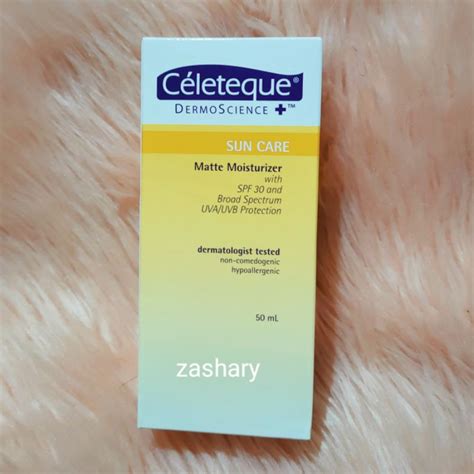 Céleteque®
DERMOSCIENCE +™
SUN CARE
Matte Moisturizer
with
SPF 30 and
Broad Spectrum
UVA/UVB Protection
dermatologist tested
non-comedogenic
hypoallergenic
50 mL
zashary